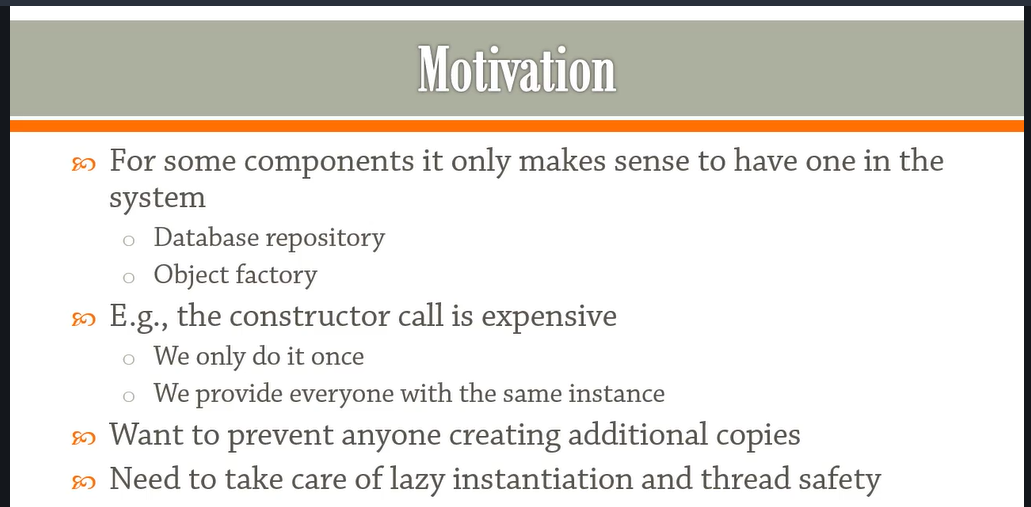 Motivation
For some components it only makes sense to have one in the
system
Database repository
Object factory
E.g., the constructor call is expensive
We only do it once
We provide everyone with the same instance
Want to prevent anyone creating additional copies
Need to take care of lazy instantiation and thread safety